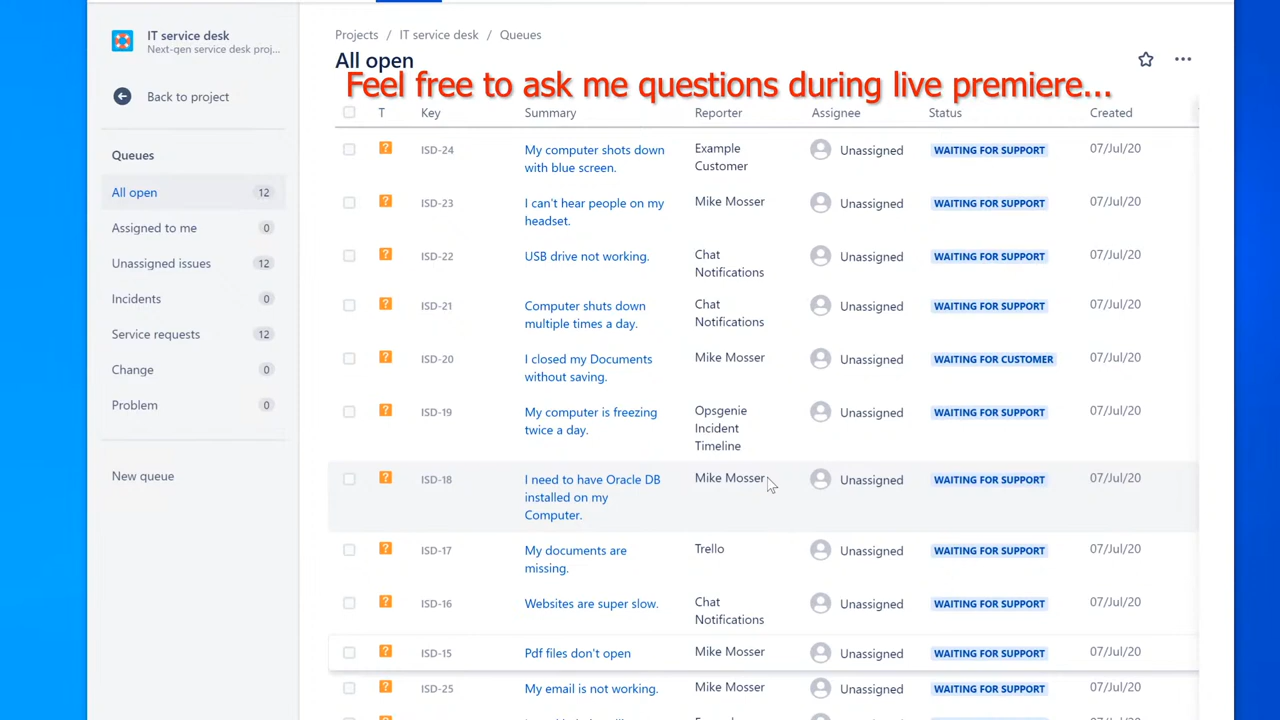 IT service desk
Next-gen service desk proj...
Back to project
Queues
All open 12
Assigned to me 0
Unassigned issues 12
Incidents 0
Service requests 12
Change 0
Problem 0
New queue
Projects / IT service desk / Queues
All open
Feel free to ask me questions during live premiere...
T Key Summary Reporter Assignee Status Created
ISD-24 My computer shots down Example Unassigned WAITING FOR SUPPORT 07/Jul/20
with blue screen. Customer
ISD-23 I can't hear people on my Mike Mosser Unassigned WAITING FOR SUPPORT 07/Jul/20
headset.
ISD-22 USB drive not working. Chat Unassigned WAITING FOR SUPPORT 07/Jul/20
Notifications
ISD-21 Computer shuts down Chat Unassigned WAITING FOR SUPPORT 07/Jul/20
multiple times a day. Notifications
ISD-20 I closed my Documents Mike Mosser Unassigned WAITING FOR CUSTOMER 07/Jul/20
without saving.
ISD-19 My computer is freezing Opsgenie Unassigned WAITING FOR SUPPORT 07/Jul/20
twice a day. Incident
Timeline
ISD-18 I need to have Oracle DB Mike Mosser Unassigned WAITING FOR SUPPORT 07/Jul/20
installed on my
Computer.
ISD-17 My documents are Trello Unassigned WAITING FOR SUPPORT 07/Jul/20
missing.
ISD-16 Websites are super slow. Chat Unassigned WAITING FOR SUPPORT 07/Jul/20
Notifications
ISD-15 Pdf files don't open Mike Mosser Unassigned WAITING FOR SUPPORT 07/Jul/20
ISD-25 My email is not working. Mike Mosser Unassigned WAITING FOR SUPPORT 07/Jul/20